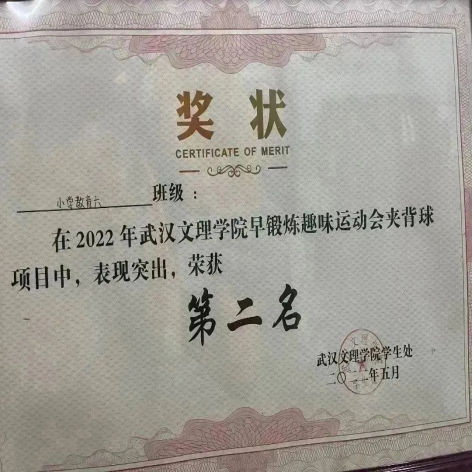 奖状
CERTIFICATE OF MERIT
小学教育六 班级：
在2022年武汉文理学院早锻炼趣味运动会夹背球
项目中，表现突出，荣获
第二名
武汉文理学院学生处
二〇二二年五月